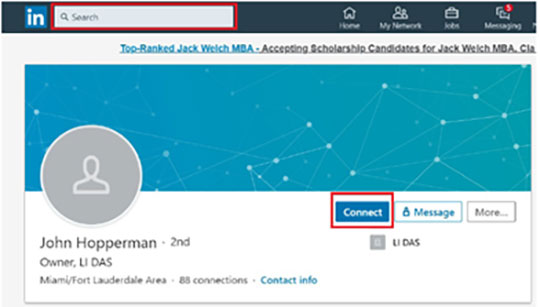 in Search
Home My Network Jobs 5 Messaging
Top-Ranked Jack Welch MBA - Accepting Scholarship Candidates for Jack Welch MBA. Cla
Connect Message More...
John Hopperman · 2nd
LI DAS
Owner, LI DAS
Miami/Fort Lauderdale Area · 88 connections · Contact info